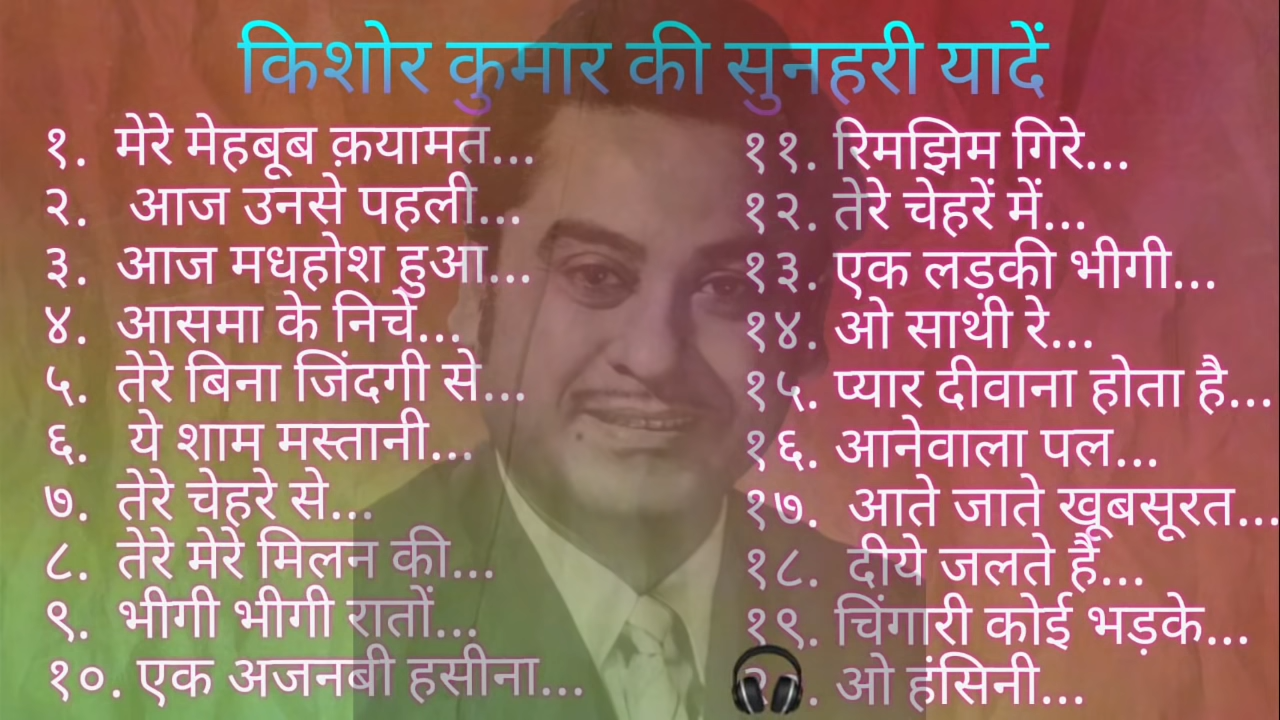 किशोर कुमार की सुनहरी यादें
१. मेरे मेहबूब क़यामत...
२. आज उनसे पहली...
३. आज मधहोश हुआ...
४. आसमा के निचे...
५. तेरे बिना जिंदगी से...
६. ये शाम मस्तानी...
७. तेरे चेहरे से...
८. तेरे मेरे मिलन की...
९. भीगी भीगी रातों...
१०. एक अजनबी हसीना...
११. रिमझिम गिरे...
१२. तेरे चेहरें में...
१३. एक लड़की भीगी...
१४. ओ साथी रे...
१५. प्यार दीवाना होता है...
१६. आनेवाला पल...
१७. आते जाते खूबसूरत...
१८. दीये जलते हैं...
१९. चिंगारी कोई भड़के...
ओ हंसिनी...